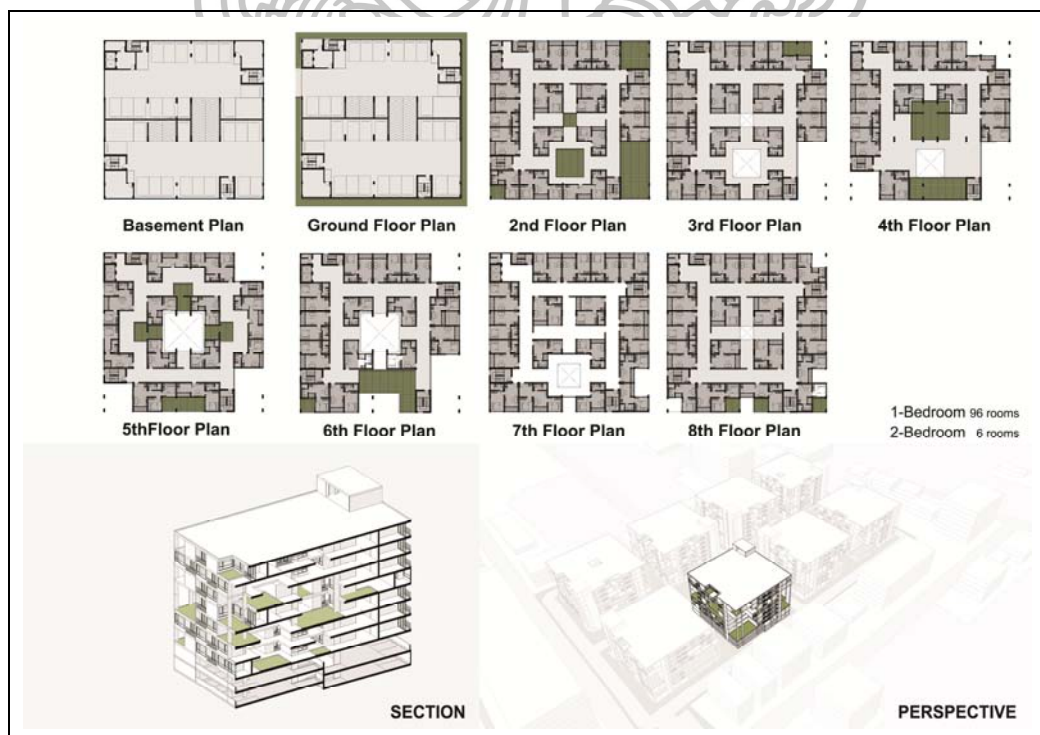 Basement Plan
Ground Floor Plan
2nd Floor Plan
3rd Floor Plan
4th Floor Plan
5thFloor Plan
6th Floor Plan
7th Floor Plan
8th Floor Plan
1-Bedroom 96 rooms
2-Bedroom 6 rooms
SECTION
PERSPECTIVE